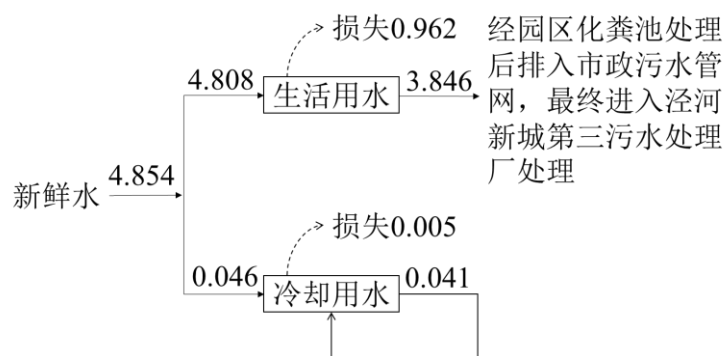 损失0.962
经园区化粪池处理
后排入市政污水管
网，最终进入泾河
新城第三污水处理
厂处理
4.808
生活用水
3.846
新鲜水
4.854
损失0.005
0.046
冷却用水
0.041